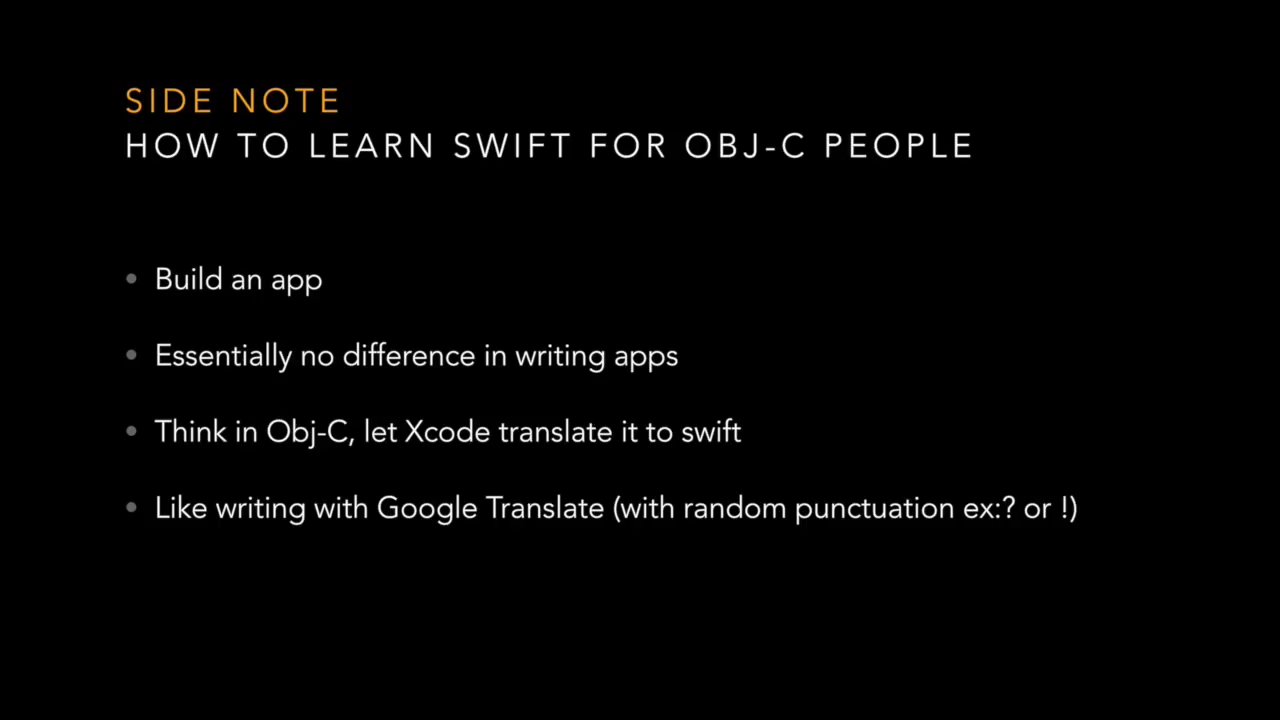 SIDE NOTE
HOW TO LEARN SWIFT FOR OBJ-C PEOPLE
• Build an app
• Essentially no difference in writing apps
• Think in Obj-C, let Xcode translate it to swift
• Like writing with Google Translate (with random punctuation ex:? or !)